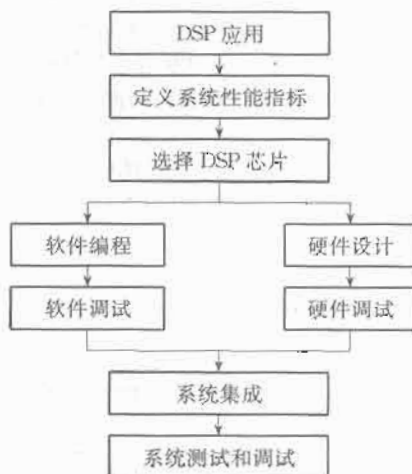 DSP 应用
定义系统性能指标
选择 DSP 芯片
软件编程
硬件设计
软件调试
硬件调试
系统集成
系统测试和调试